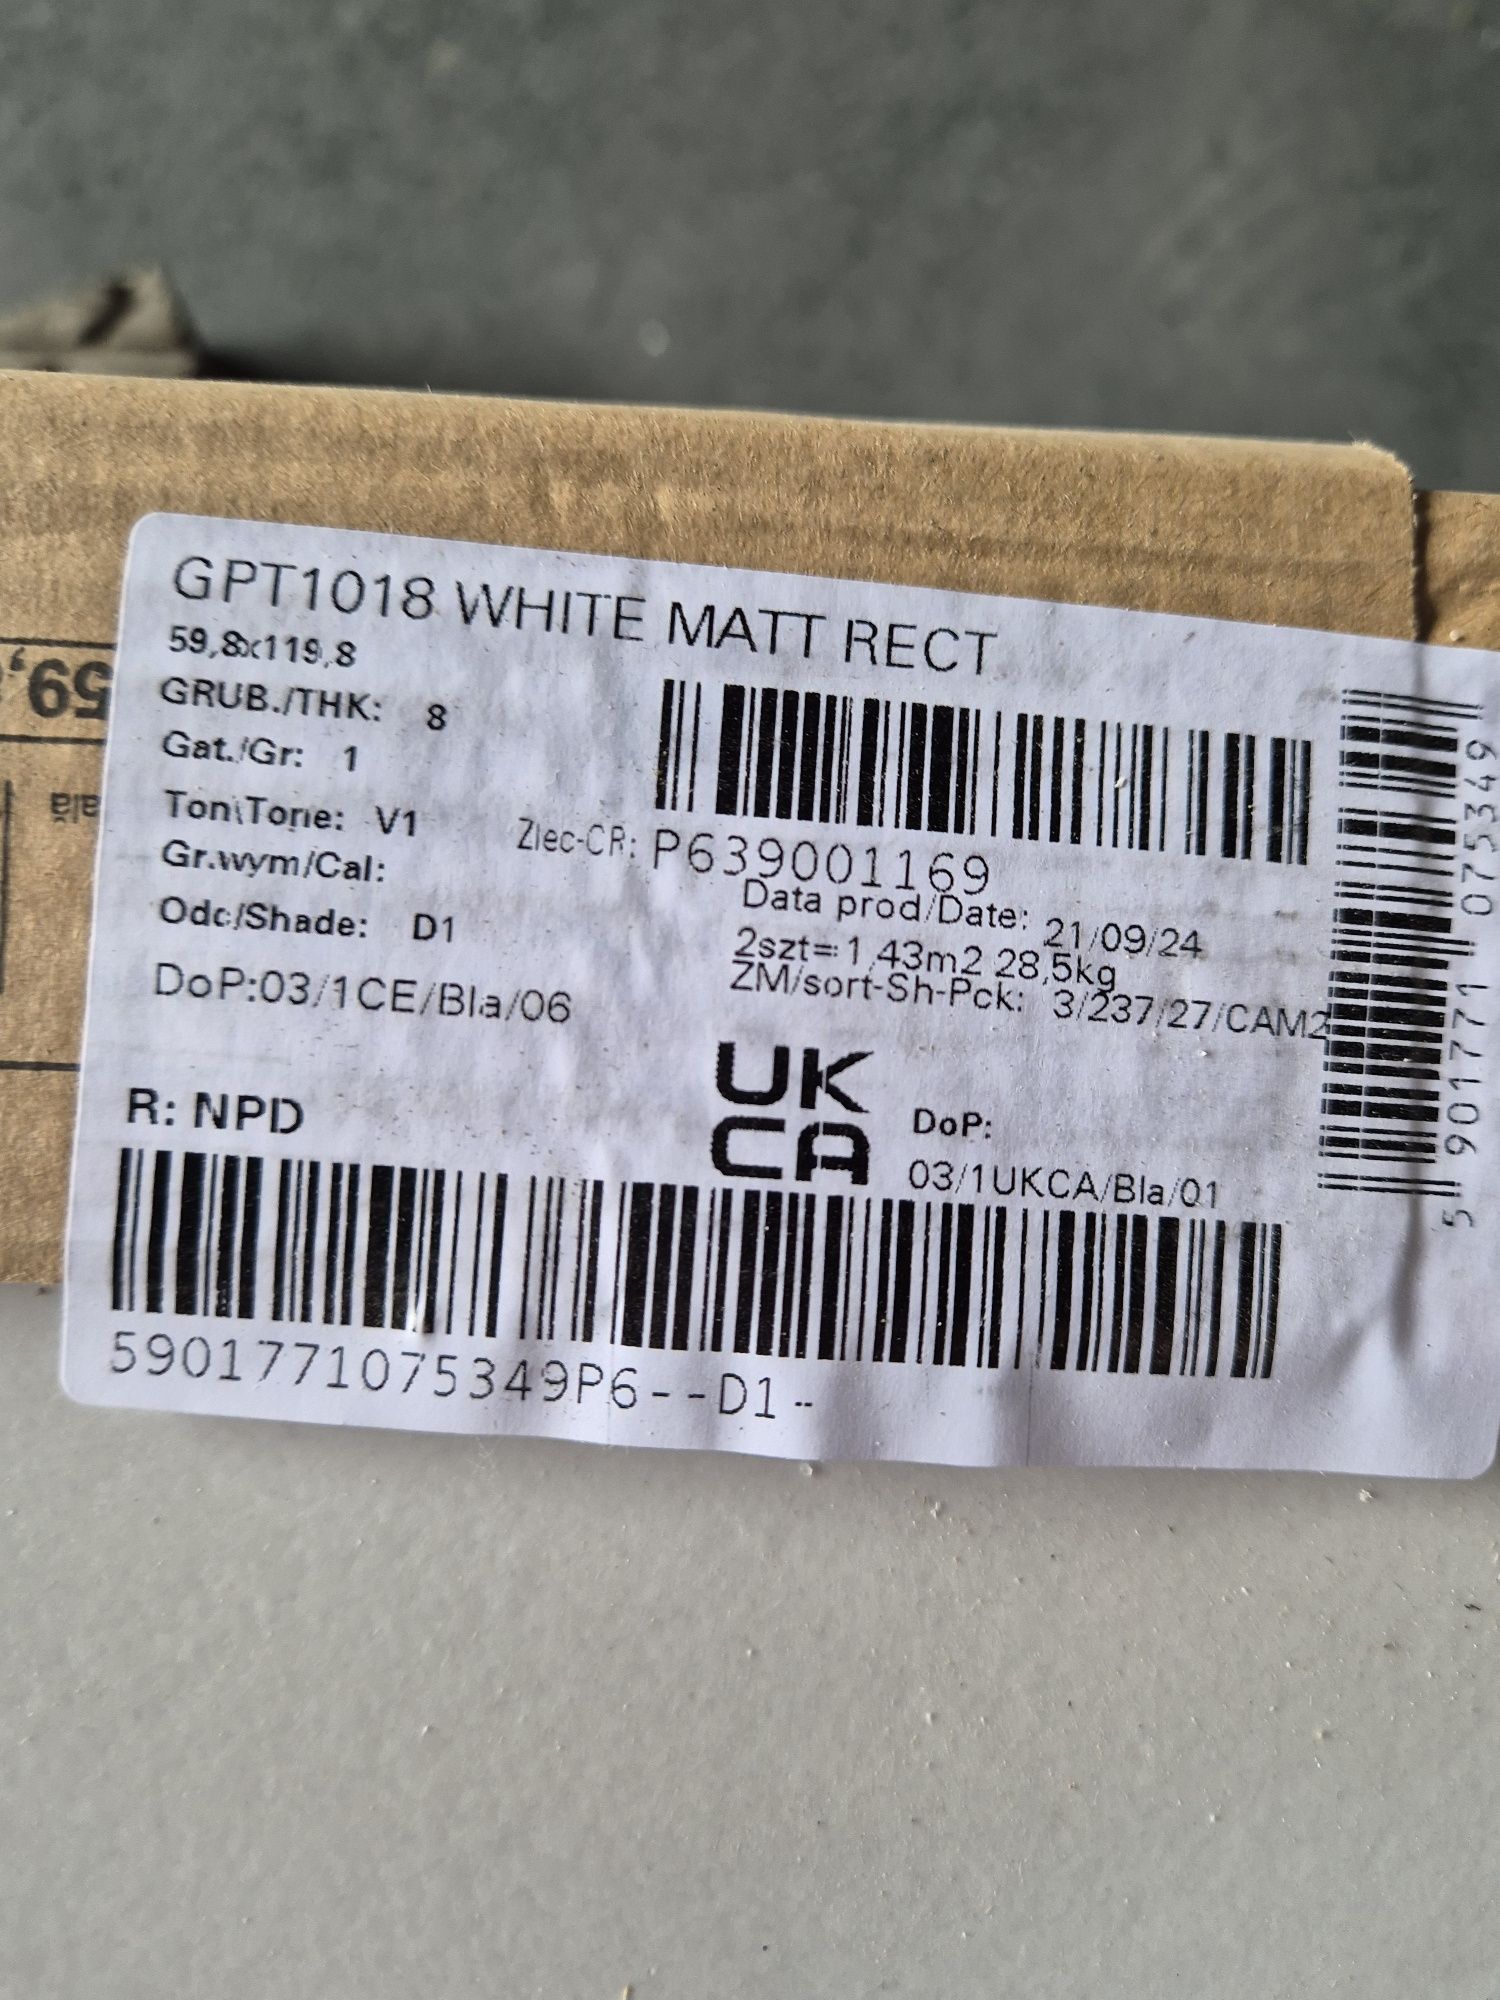 GPT1018 WHITE MATT RECT
59,8x119,8
GRUB./THK: 8
Gat./Gr: 1
Ton\Tone: V1
Zlec-CR: P639001169
Gr.wym/Cal:
Data prod/Date: 21/09/24
Odc/Shade: D1
2szt=1,43m2 28,5kg
ZM/sort-Sh-Pck: 3/237/27/CAM2
DoP:03/1CE/BIa/06
UK
CA
R: NPD
DoP:
03/1UKCA/BIa/01
5901771075349P6--D1-
5 901771 075349
59,